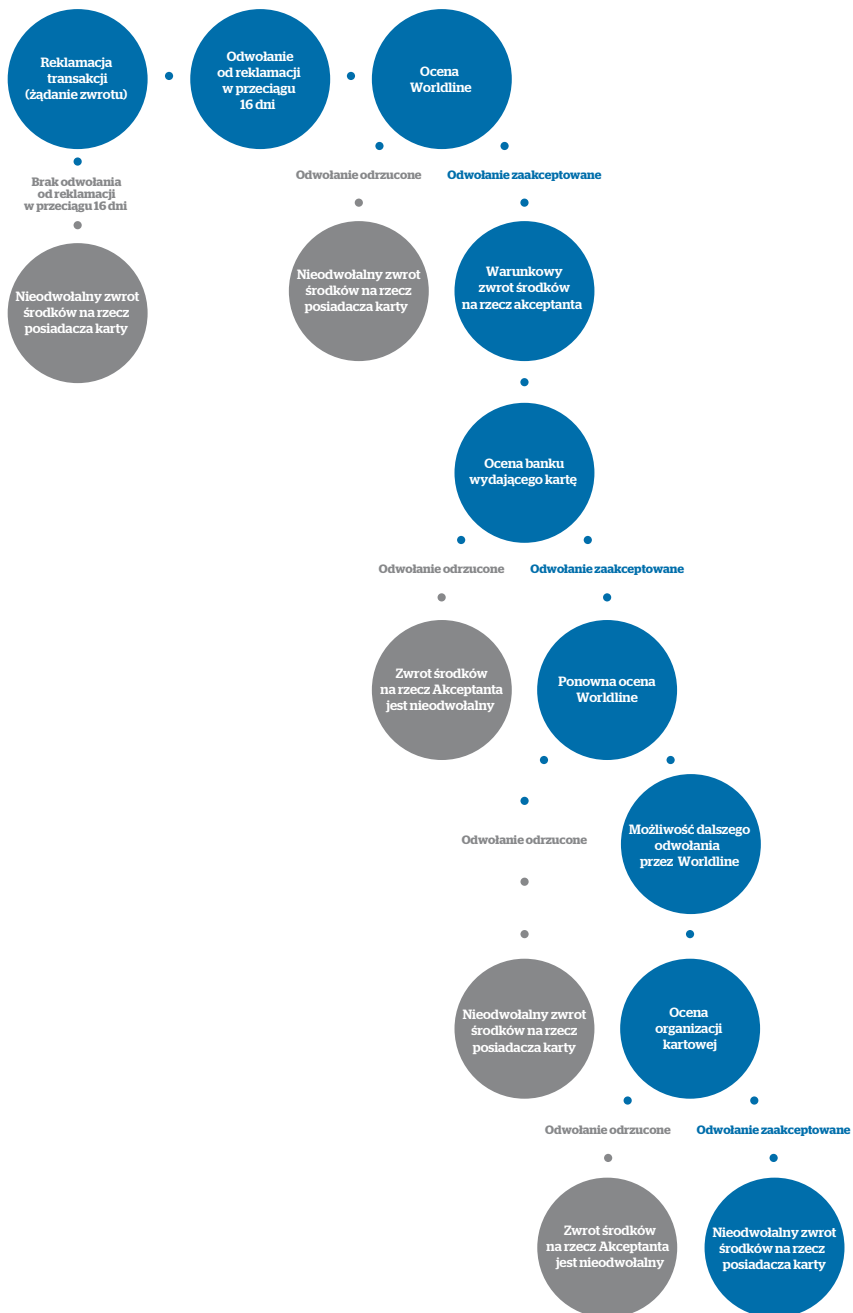 Reklamacja
transakcji
(żądanie zwrotu)
Odwołanie
od reklamacji
w przeciągu
16 dni
Ocena
Worldline
Brak odwołania
od reklamacji
w przeciągu 16 dni
Odwołanie odrzucone
Odwołanie zaakceptowane
Nieodwołalny zwrot
środków na rzecz
posiadacza karty
Nieodwołalny zwrot
środków na rzecz
posiadacza karty
Warunkowy
zwrot środków
na rzecz akceptanta
Ocena banku
wydającego kartę
Odwołanie odrzucone
Odwołanie zaakceptowane
Zwrot środków
na rzecz Akceptanta
jest nieodwołalny
Ponowna ocena
Worldline
Odwołanie odrzucone
Możliwość dalszego
odwołania
przez Worldline
Nieodwołalny zwrot
środków na rzecz
posiadacza karty
Ocena
organizacji
kartowej
Odwołanie odrzucone
Odwołanie zaakceptowane
Zwrot środków
na rzecz Akceptanta
jest nieodwołalny
Nieodwołalny zwrot
środków na rzecz
posiadacza karty